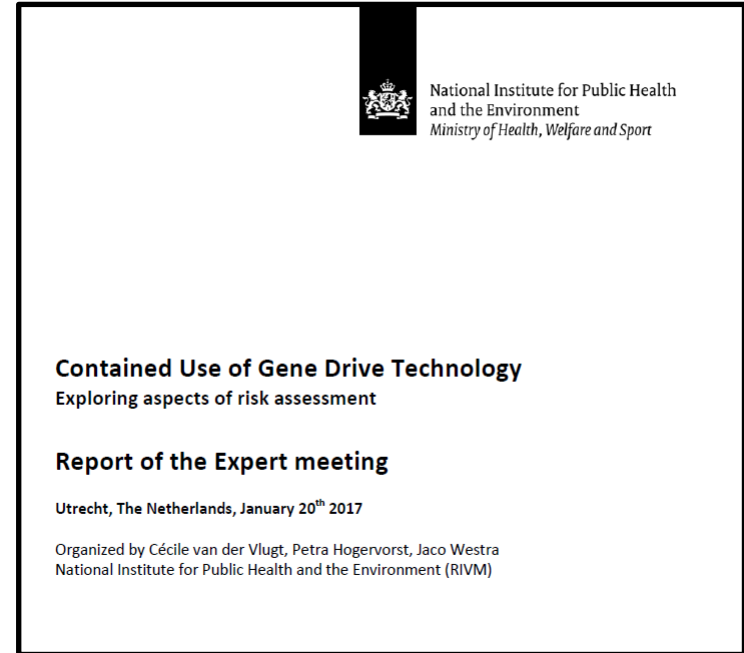 National Institute for Public Health
and the Environment
Ministry of Health, Welfare and Sport
Contained Use of Gene Drive Technology
Exploring aspects of risk assessment
Report of the Expert meeting
Utrecht, The Netherlands, January 20th 2017
Organized by Cécile van der Vlugt, Petra Hogervorst, Jaco Westra
National Institute for Public Health and the Environment (RIVM)